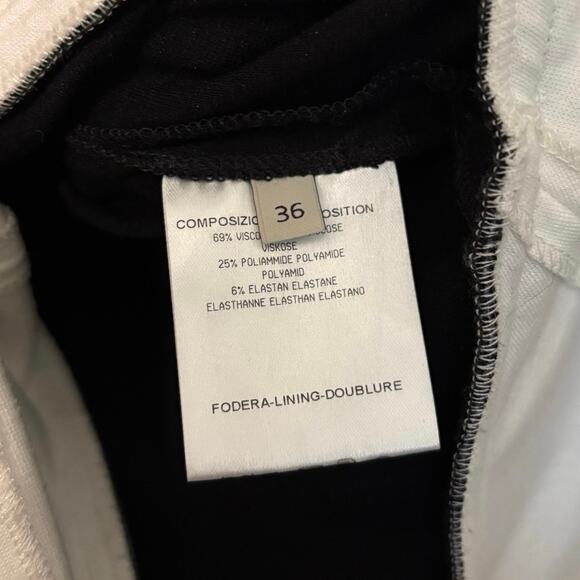 36
COMPOSIZIO OSITION
69% VISCO OSE
VISKOSE
25% POLIAMMIDE POLYAMIDE
POLYAMID
6% ELASTAN ELASTANE
ELASTHANNE ELASTHAN ELASTANO
FODERA-LINING-DOUBLURE